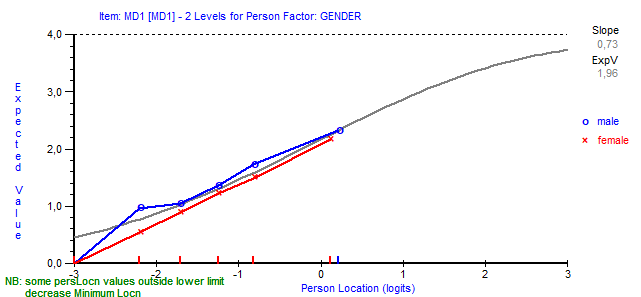 Item: MD1 [MD1] - 2 Levels for Person Factor: GENDER
Slope
0,73
ExpV
1,96
Expected Value
4,0
3,0
2,0
1,0
0,0
male
female
-3
-2
-1
0
1
2
3
Person Location (logits)
NB: some persLocn values outside lower limit
decrease Minimum Locn